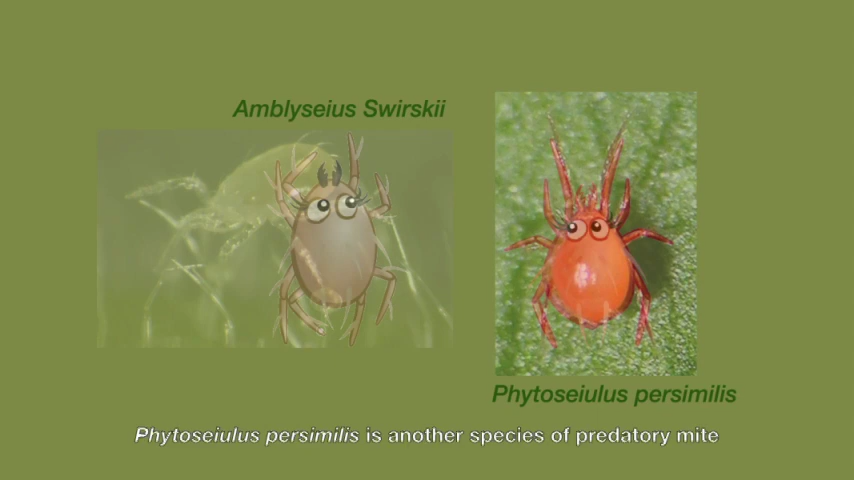 Amblyseius Swirskii
Phytoseiulus persimilis
Phytoseiulus persimilis is another species of predatory mite